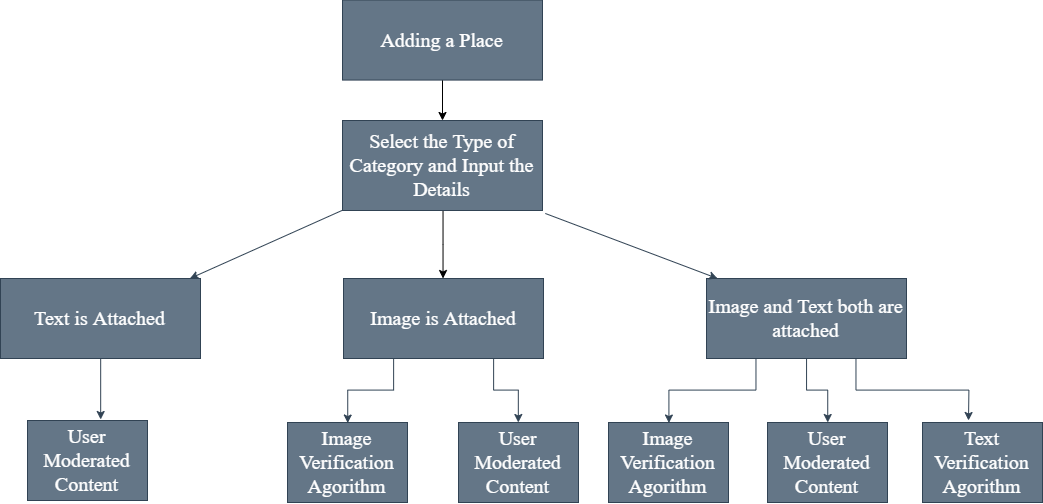 Adding a Place
Select the Type of
Category and Input the
Details
Text is Attached
Image is Attached
Image and Text both are
attached
User
Moderated
Content
Image
Verification
Agorithm
User
Moderated
Content
Image
Verification
Agorithm
User
Moderated
Content
Text
Verification
Agorithm